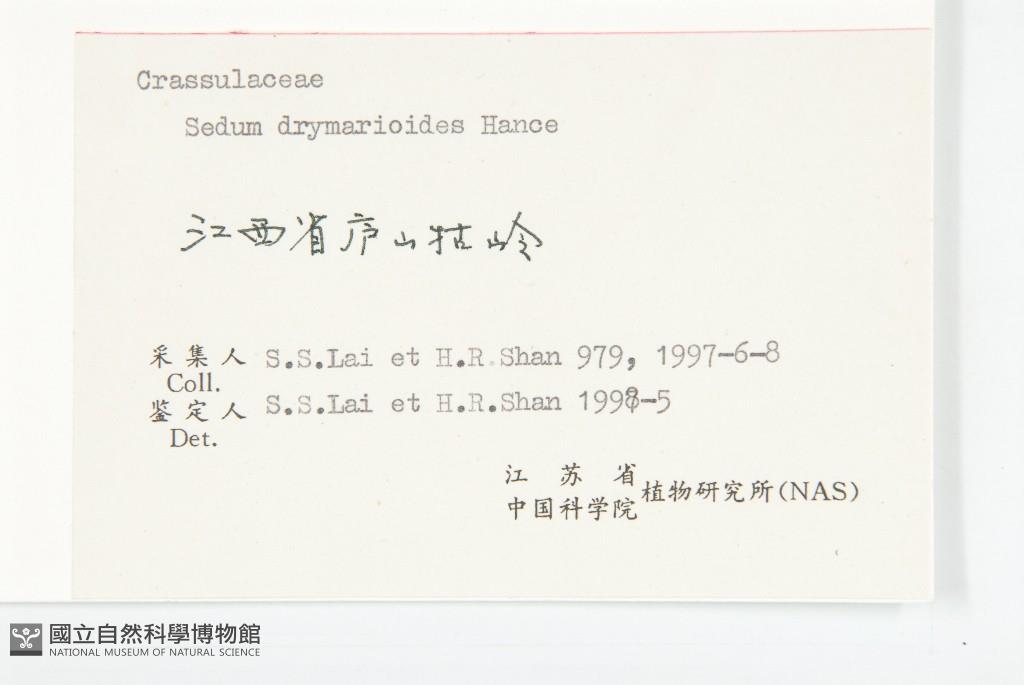 Crassulaceae
Sedum drymarioides Hance
江西省庐山牯岭
采集人 S.S.Lai et H.R.Shan 979, 1997-6-8
Coll.
鉴定人 S.S.Lai et H.R.Shan 1998-5
Det.
江苏省
中国科学院 植物研究所(NAS)
國立自然科學博物館
NATIONAL MUSEUM OF NATURAL SCIENCE